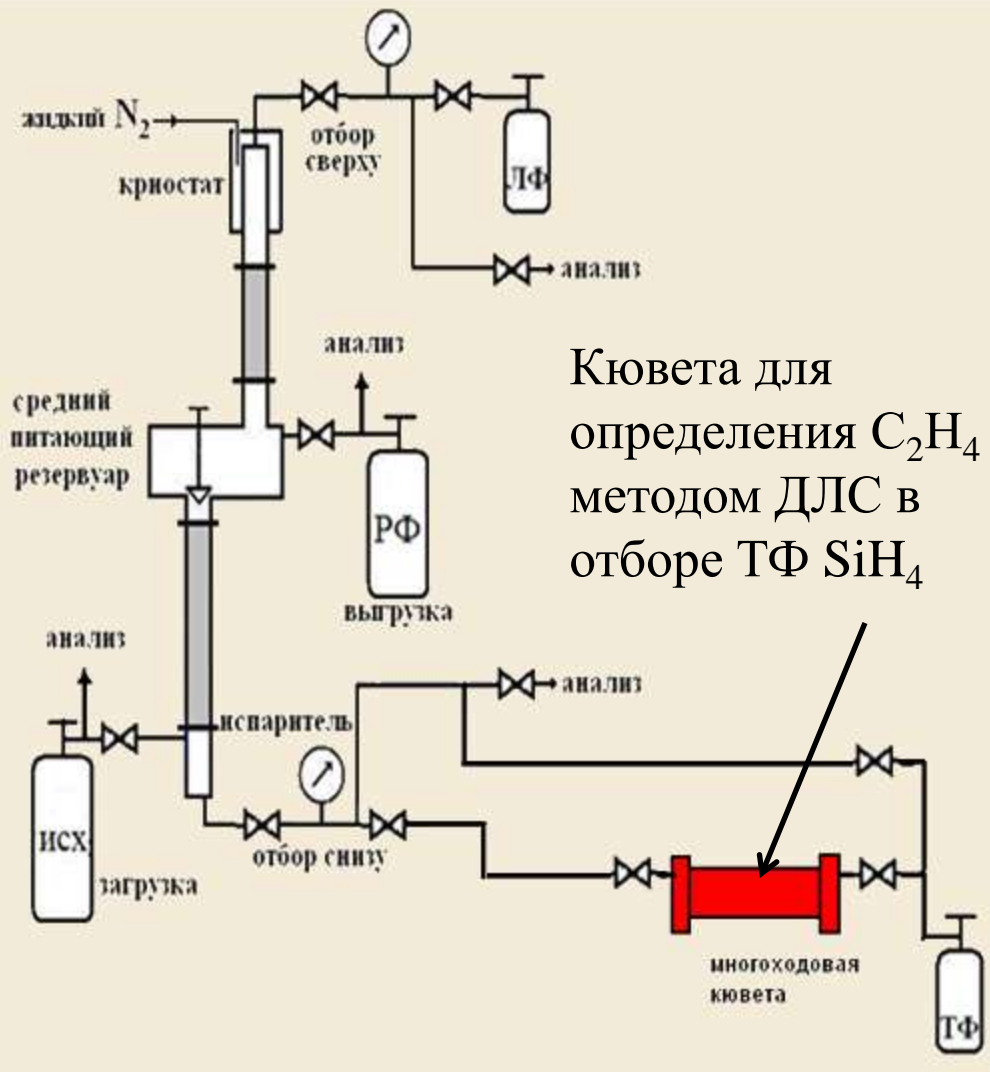 жидкий N₂
отбор
сверху
ЛФ
криостат
анализ
анализ
Кювета для
определения C₂H₄
методом ДЛС в
отборе ТФ SiH₄
средний
питающий
резервуар
РФ
выгрузка
анализ
анализ
испаритель
исх
отбор снизу
загрузка
многоходовая
кювета
ТФ